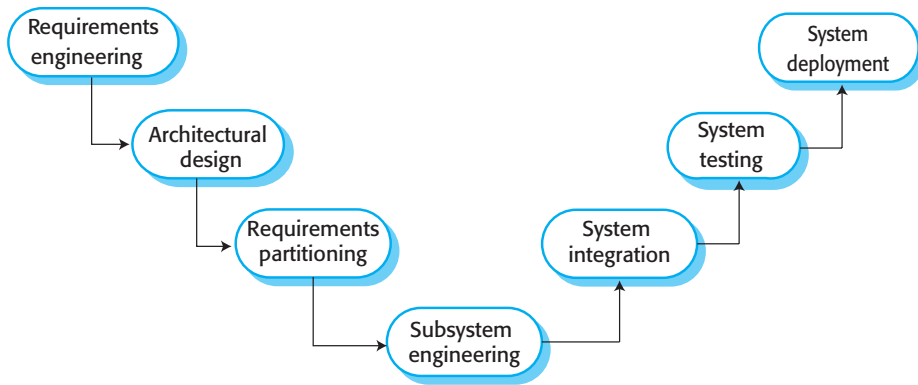 Requirements
engineering
Architectural
design
Requirements
partitioning
Subsystem
engineering
System
integration
System
testing
System
deployment